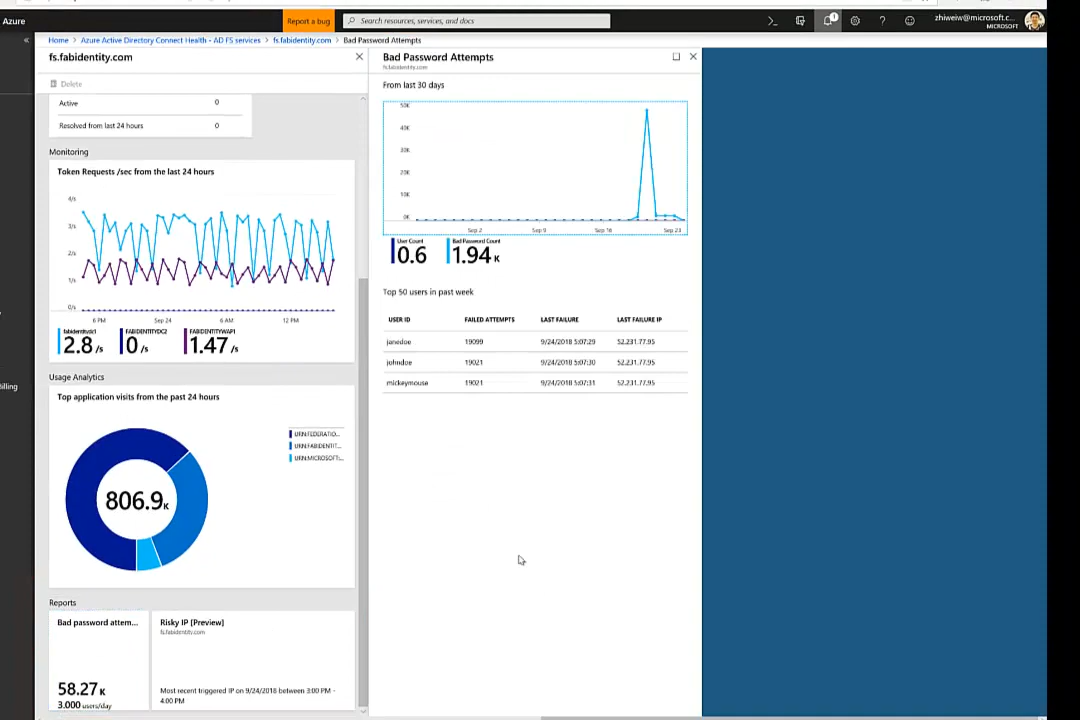 Azure
Report a bug
Search resources, services, and docs
1
?
zhiweiw@microsoft.c...
MICROSOFT
Home > Azure Active Directory Connect Health - AD FS services > fs.fabidentity.com > Bad Password Attempts
fs.fabidentity.com
Delete
Active 0
Resolved from last 24 hours 0
Monitoring
Token Requests /sec from the last 24 hours
4/s
3/s
2/s
1/s
0/s
6 PM Sep 24 6 AM 12 PM
fabidentitydc1 FABIDENTITYDC2 FABIDENTITYWAP1
2.8 /s 0 /s 1.47 /s
Usage Analytics
Top application visits from the past 24 hours
URN:FEDERATIO...
URN:FABIDENTIT...
URN:MICROSOFT:...
806.9K
Reports
Bad password attem...
58.27 K
3.000 users/day
Risky IP [Preview]
fs.fabidentity.com
Most recent triggered IP on 9/24/2018 between 3:00 PM -
4:00 PM
illing
Bad Password Attempts
fs.fabidentity.com
From last 30 days
50K
40K
30K
20K
10K
0K
Sep 2 Sep 9 Sep 16 Sep 23
User Count Bad Password Count
0.6 1.94 K
Top 50 users in past week
USER ID FAILED ATTEMPTS LAST FAILURE LAST FAILURE IP
janedoe 19099 9/24/2018 5:07:29 52.231.77.95
johndoe 19021 9/24/2018 5:07:30 52.231.77.95
mickeymouse 19021 9/24/2018 5:07:31 52.231.77.95